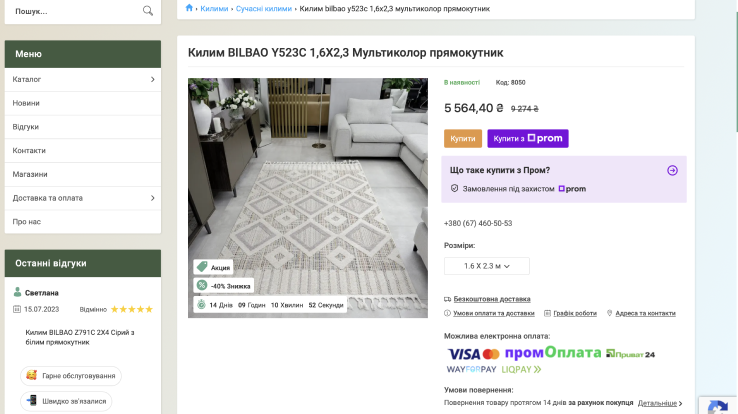 Пошук...
Килими › Сучасні килими › Килим bilbao y523c 1,6x2,3 мультиколор прямокутник
Меню
Каталог
Новини
Відгуки
Контакти
Магазини
Доставка та оплата
Про нас
Останні відгуки
Светлана
15.07.2023 Відмінно
Килим BILBAO Z791C 2X4 Сірий з
білим прямокутник
Гарне обслуговування
Швидко зв'язалися
Килим BILBAO Y523C 1,6X2,3 Мультиколор прямокутник
Акция
-40% Знижка
14 Днів 09 Годин 10 Хвилин 52 Секунди
В наявності Код: 8050
5 564,40 ₴ 9 274 ₴
Купити Купити з prom
Що таке купити з Пром?
Замовлення під захистом prom
+380 (67) 460-50-53
Розміри:
1.6 X 2.3 м
Безкоштовна доставка
Умови оплати та доставки Графік роботи Адреса та контакти
Можлива електронна оплата:
VISA промОплата Приват 24
WAYFORPAY LIQPAY
Умови повернення:
Повернення товару протягом 14 днів за рахунок покупця Детальніше